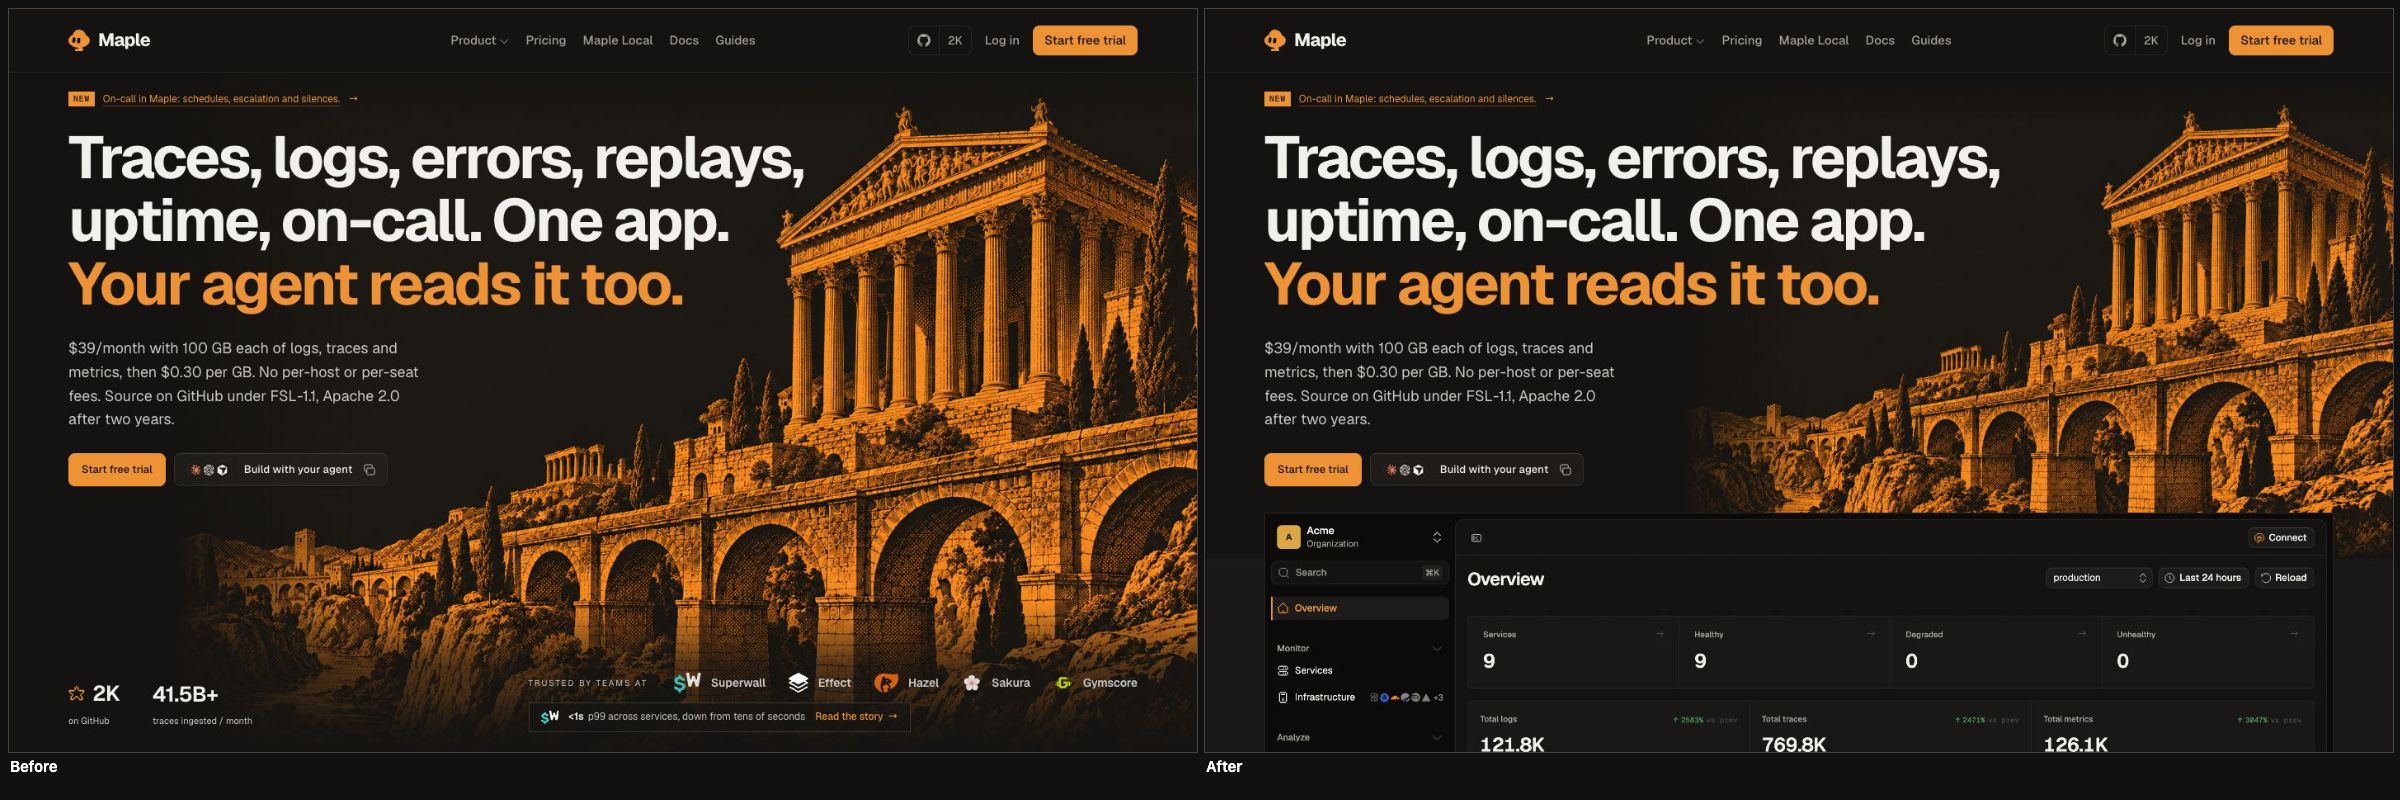 Maple
Product
Pricing
Maple Local
Docs
Guides
2K
Log in
Start free trial
NEW On-call in Maple: schedules, escalation and silences. →
Traces, logs, errors, replays,
uptime, on-call. One app.
Your agent reads it too.
$39/month with 100 GB each of logs, traces and
metrics, then $0.30 per GB. No per-host or per-seat
fees. Source on GitHub under FSL-1.1, Apache 2.0
after two years.
Start free trial
Build with your agent
2K
on GitHub
41.5B+
traces ingested / month
TRUSTED BY TEAMS AT
$W Superwall
Effect
Hazel
Sakura
G Gymscore
$W <1s p99 across services, down from tens of seconds Read the story →
Before
Maple
Product
Pricing
Maple Local
Docs
Guides
2K
Log in
Start free trial
NEW On-call in Maple: schedules, escalation and silences. →
Traces, logs, errors, replays,
uptime, on-call. One app.
Your agent reads it too.
$39/month with 100 GB each of logs, traces and
metrics, then $0.30 per GB. No per-host or per-seat
fees. Source on GitHub under FSL-1.1, Apache 2.0
after two years.
Start free trial
Build with your agent
A
Acme
Organization
Search ⌘K
Overview
Monitor
Services
Infrastructure +3
Analyze
Connect
Overview
production
Last 24 hours
Reload
Services →
9
Healthy →
9
Degraded →
0
Unhealthy →
0
Total logs ↑ 2583% vs prev
121.8K
Total traces ↑ 2471% vs prev
769.8K
Total metrics ↑ 3047% vs prev
126.1K
After